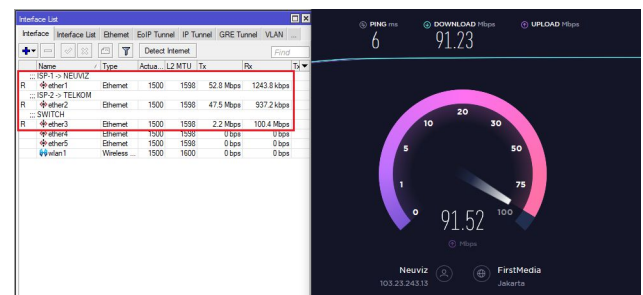 Interface List
Interface Interface List Ethernet EoIP Tunnel IP Tunnel GRE Tunnel VLAN ...
Detect Internet Find
Name / Type Actua... L2 MTU Tx Rx Tx
;;; ISP-1 -> NEUVIZ
R ether1 Ethernet 1500 1598 52.8 Mbps 1243.8 kbps
;;; ISP-2 -> TELKOM
R ether2 Ethernet 1500 1598 47.5 Mbps 937.2 kbps
;;; SWITCH
R ether3 Ethernet 1500 1598 2.2 Mbps 100.4 Mbps
ether4 Ethernet 1500 1598 0 bps 0 bps
ether5 Ethernet 1500 1598 0 bps 0 bps
wlan1 Wireless ... 1500 1600 0 bps 0 bps
PING ms DOWNLOAD Mbps UPLOAD Mbps
6 91.23
0
1
5
10
20
30
50
75
100
91.52
Mbps
Neuviz
103.23.243.13
FirstMedia
Jakarta